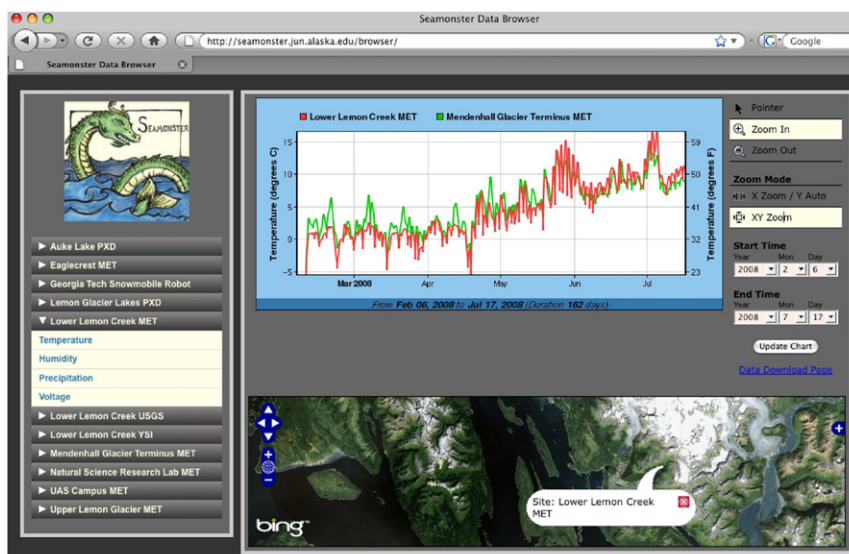 Seamonster Data Browser
http://seamonster.jun.alaska.edu/browser/
Google
Seamonster Data Browser
SEAMONSTER
Auke Lake PXD
Eaglecrest MET
Georgia Tech Snowmobile Robot
Lemon Glacier Lakes PXD
Lower Lemon Creek MET
Temperature
Humidity
Precipitation
Voltage
Lower Lemon Creek USGS
Lower Lemon Creek YSI
Mendenhall Glacier Terminus MET
Natural Science Research Lab MET
UAS Campus MET
Upper Lemon Glacier MET
Lower Lemon Creek MET Mendenhall Glacier Terminus MET
Temperature (degrees C)
15
10
5
0
-5
Temperature (degrees F)
59
50
41
32
23
Mar 2008 Apr May Jun Jul
From Feb 06, 2008 to Jul 17, 2008 (Duration 162 days)
Pointer
Zoom In
Zoom Out
Zoom Mode
X Zoom / Y Auto
XY Zoom
Start Time
Year Mon Day
2008 2 6
End Time
Year Mon Day
2008 7 17
Update Chart
Data Download Page
Site: Lower Lemon Creek
MET
bing